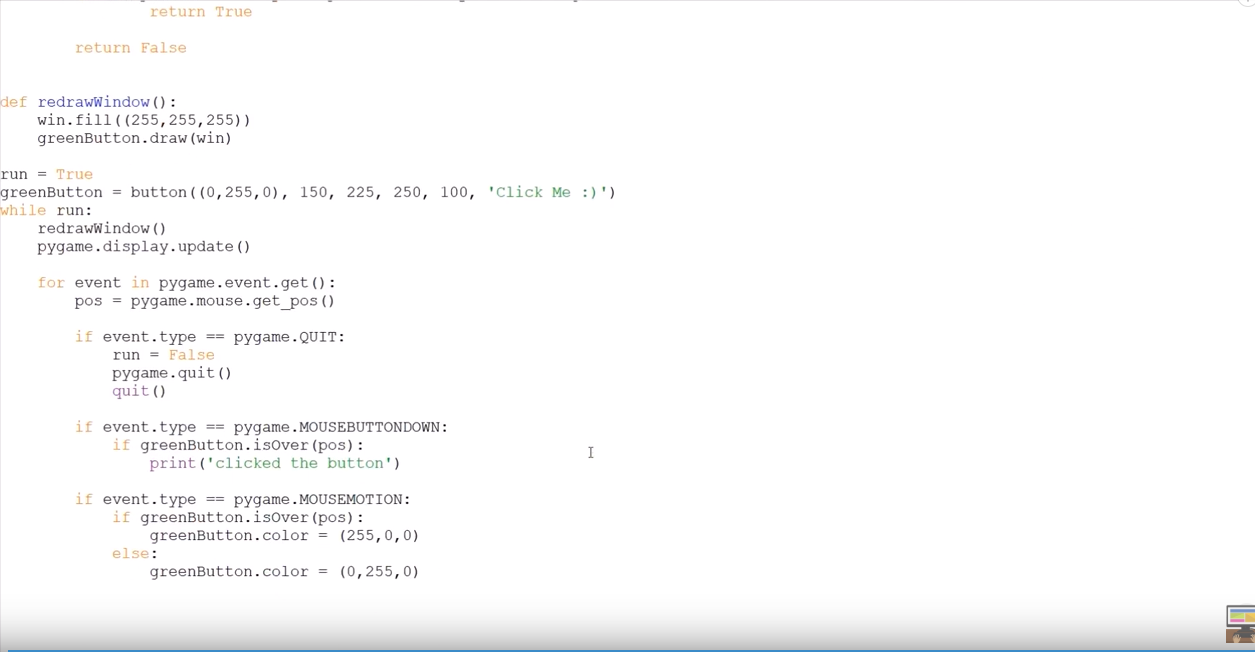 return True
return False
def redrawWindow():
win.fill((255,255,255))
greenButton.draw(win)
run = True
greenButton = button((0,255,0), 150, 225, 250, 100, 'Click Me :)')
while run:
redrawWindow()
pygame.display.update()
for event in pygame.event.get():
pos = pygame.mouse.get_pos()
if event.type == pygame.QUIT:
run = False
pygame.quit()
quit()
if event.type == pygame.MOUSEBUTTONDOWN:
if greenButton.isOver(pos):
print('clicked the button')
if event.type == pygame.MOUSEMOTION:
if greenButton.isOver(pos):
greenButton.color = (255,0,0)
else:
greenButton.color = (0,255,0)